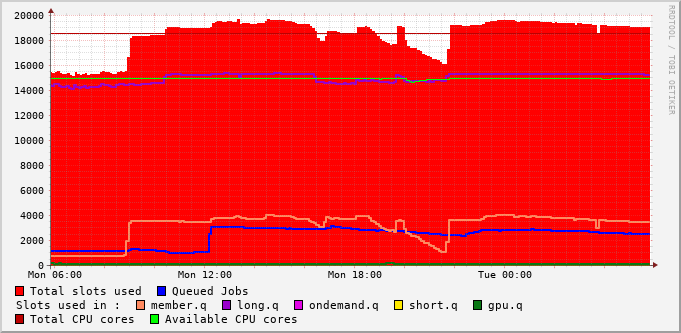 20000
18000
16000
14000
12000
10000
8000
6000
4000
2000
0
Mon 06:00 Mon 12:00 Mon 18:00 Tue 00:00
Total slots used Queued Jobs
Slots used in : member.q long.q ondemand.q short.q gpu.q
Total CPU cores Available CPU cores
RRDTOOL / TOBI OETIKER